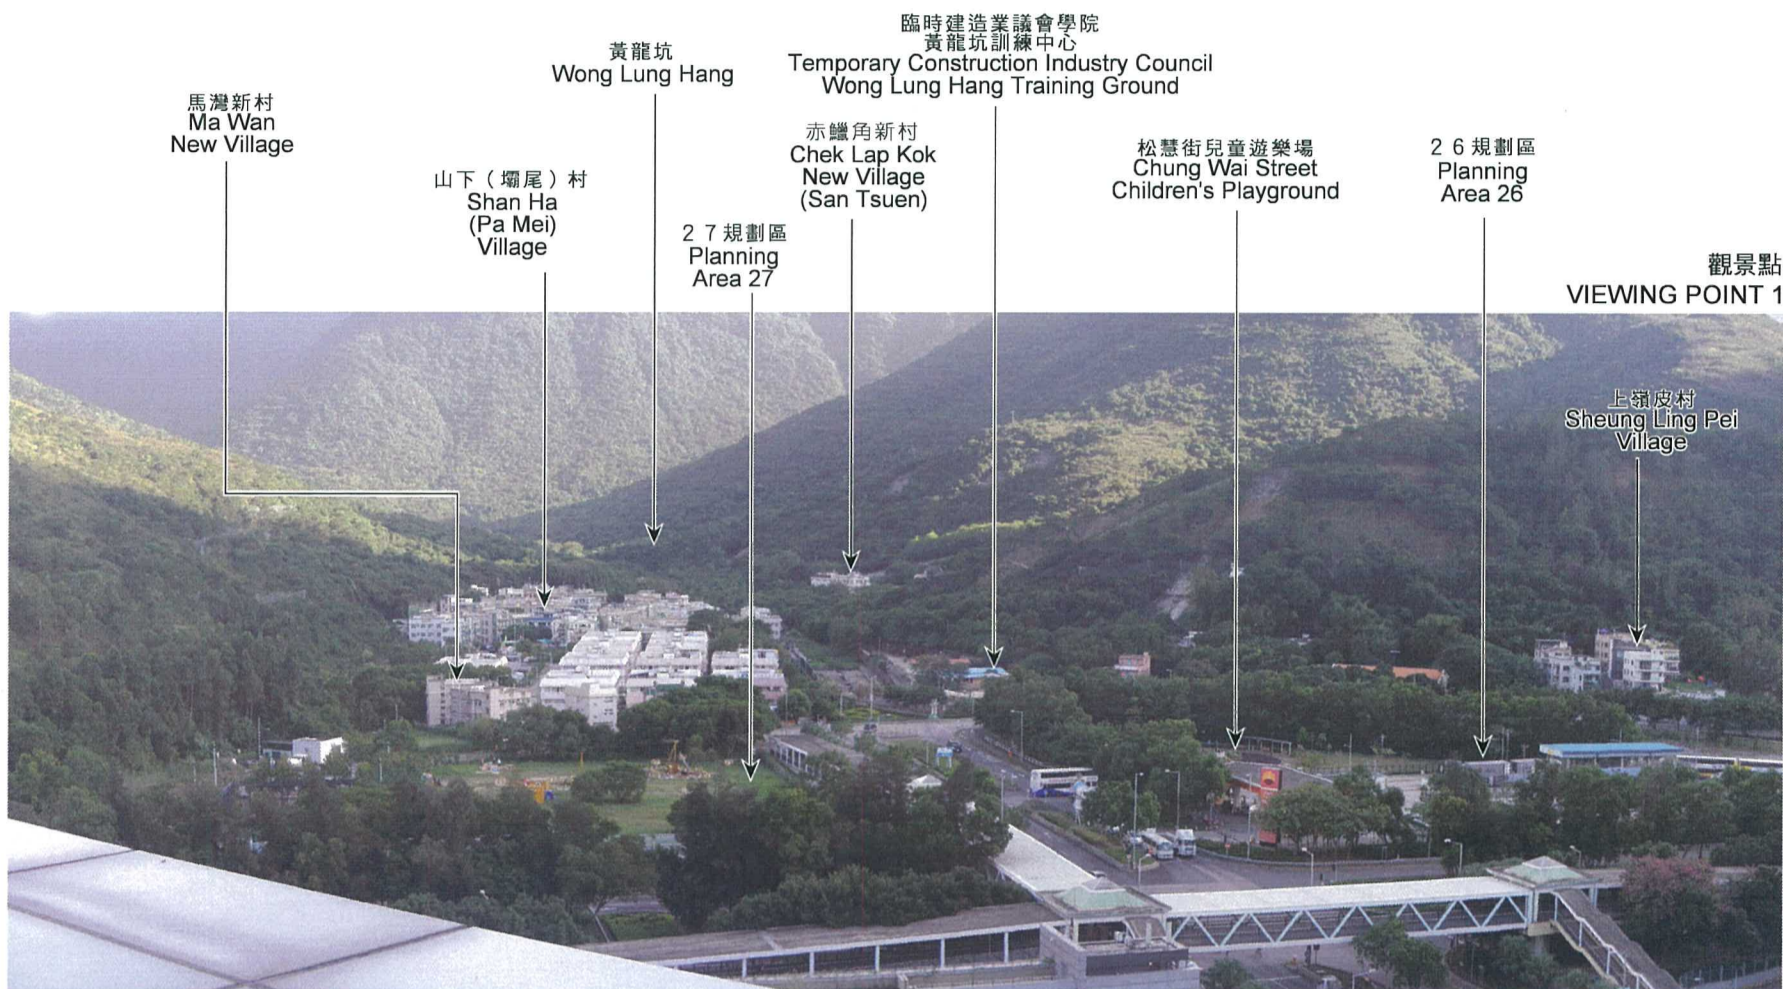 臨時建造業議會學院
黃龍坑訓練中心
Temporary Construction Industry Council
Wong Lung Hang Training Ground
黃龍坑
Wong Lung Hang
馬灣新村
Ma Wan
New Village
山下（壩尾）村
Shan Ha
(Pa Mei)
Village
27規劃區
Planning
Area 27
赤鱲角新村
Chek Lap Kok
New Village
(San Tsuen)
松慧街兒童遊樂場
Chung Wai Street
Children's Playground
26規劃區
Planning
Area 26
觀景點
VIEWING POINT 1
上嶺皮村
Sheung Ling Pei
Village